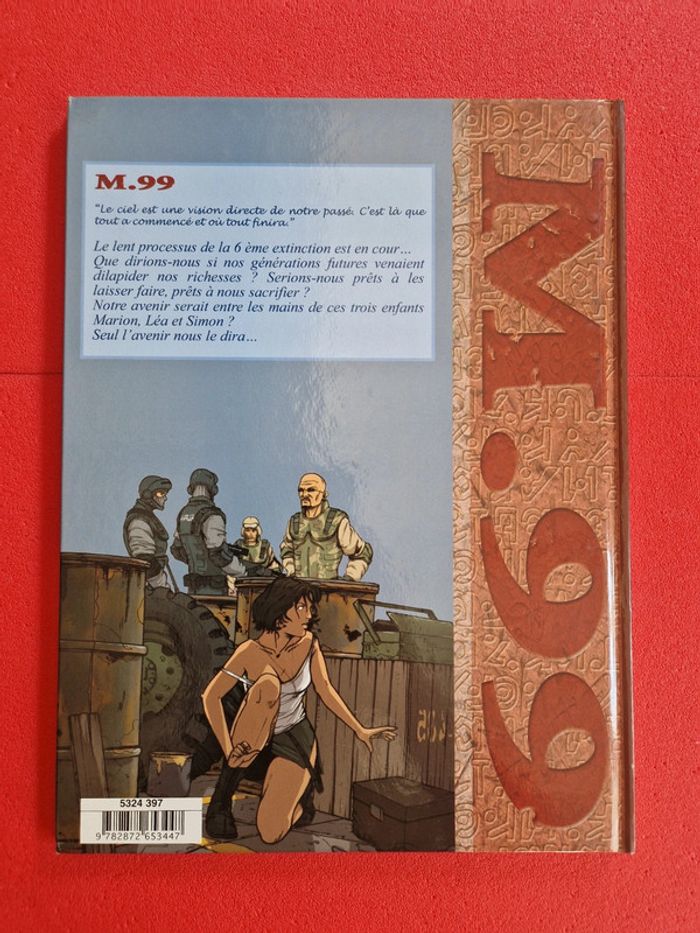 M.99
“Le ciel est une vision directe de notre passé. C’est là que
tout a commencé et où tout finira.”
Le lent processus de la 6 ème extinction est en cour…
Que dirions-nous si nos générations futures venaient
dilapider nos richesses ? Serions-nous prêts à les
laisser faire, prêts à nous sacrifier ?
Notre avenir serait entre les mains de ces trois enfants
Marion, Léa et Simon ?
Seul l’avenir nous le dira…
M.99
5324 397
9 782872 653447